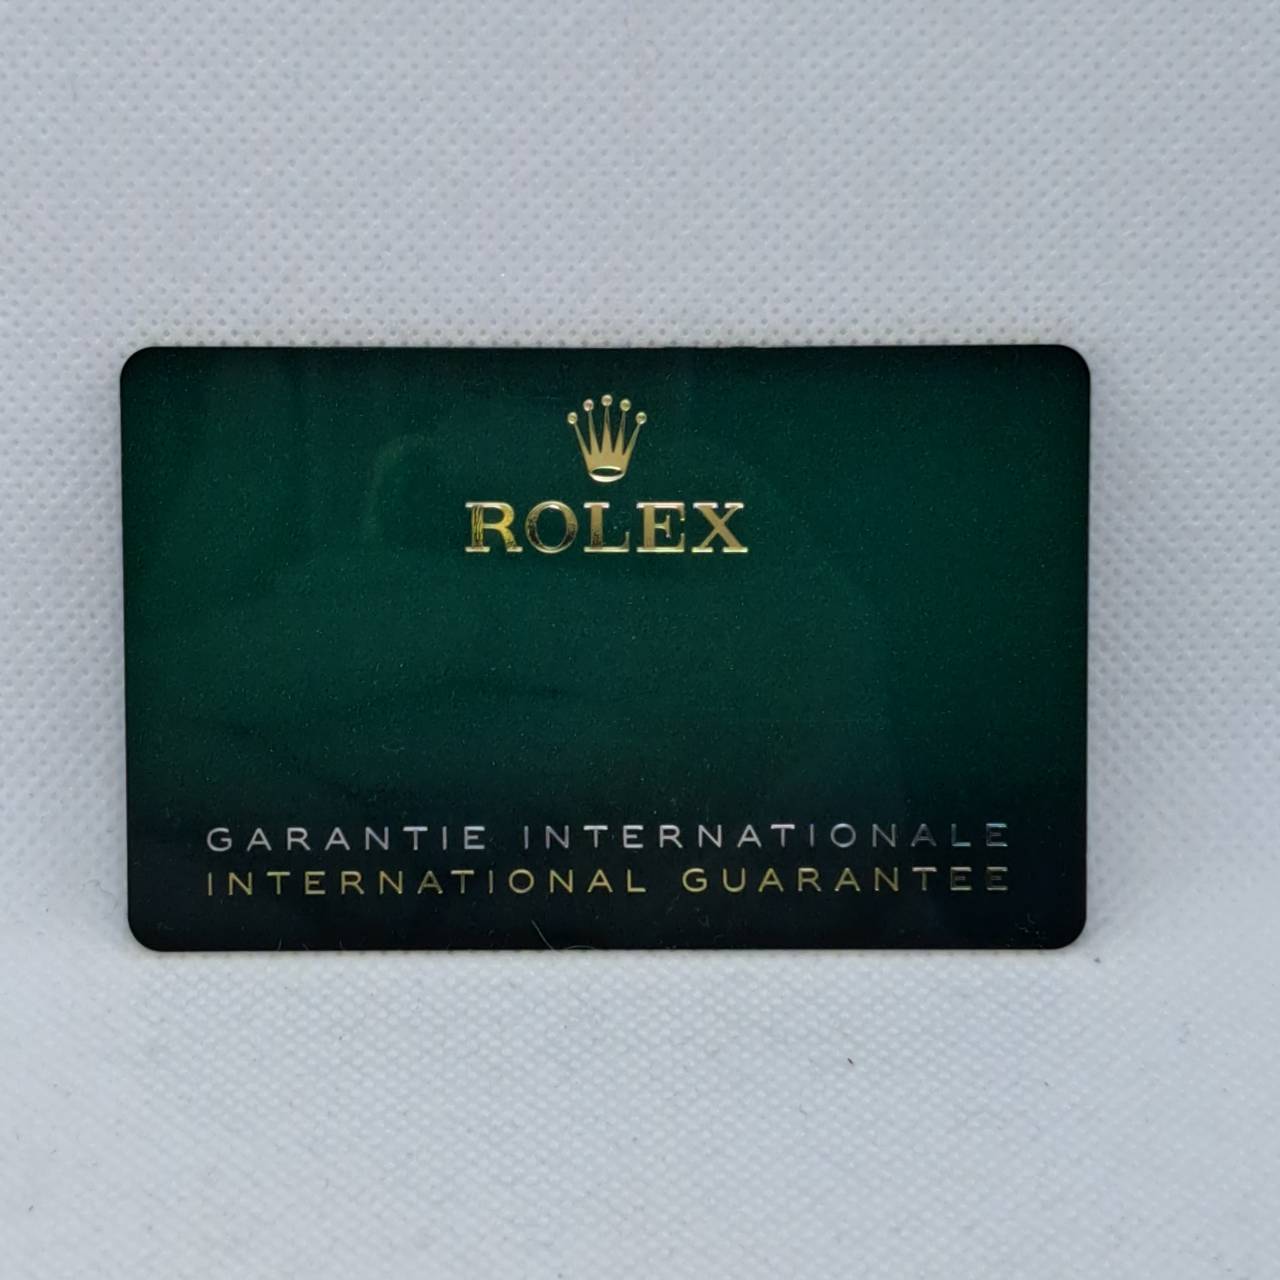 ROLEX
GARANTIE INTERNATIONALE
INTERNATIONAL GUARANTEE